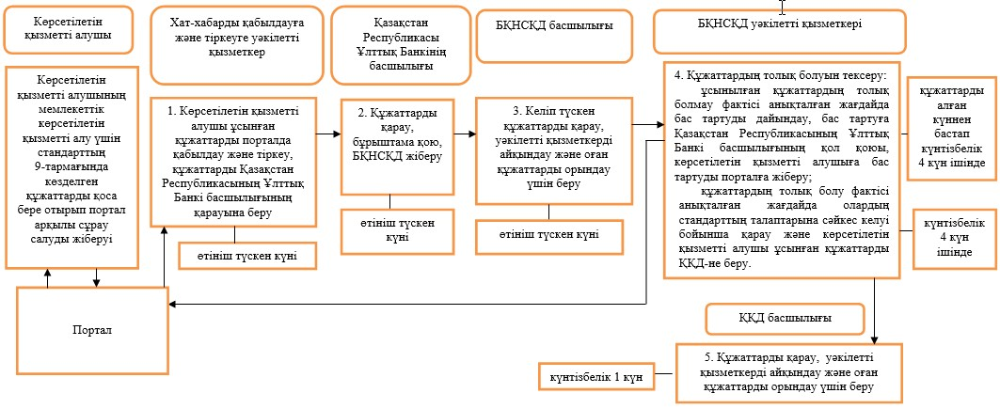 Көрсетілетін
қызметті алушы
Хат-хабарды қабылдауға
және тіркеуге уәкілетті
қызметкер
Қазақстан
Республикасы
Ұлттық Банкінің
басшылығы
БҚНСҚД басшылығы
БҚНСҚД уәкілетті қызметкері
Көрсетілетін
қызметті алушының
мемлекеттік
көрсетілетін
қызметті алу үшін
стандарттың
9-тармағында
көзделген
құжаттарды қоса
бере отырып портал
арқылы сұрау
салуды жіберуі
1. Көрсетілетін қызметті
алушы ұсынған
құжаттарды порталда
қабылдау және тіркеу,
құжаттарды Қазақстан
Республикасының Ұлттық
Банкі басшылығының
қарауына беру
өтініш түскен күні
2. Құжаттарды
қарау,
бұрыштама қою,
БҚНСҚД жіберу
өтініш түскен
күні
3. Келіп түскен
құжаттарды қарау,
уәкілетті қызметкерді
айқындау және оған
құжаттарды орындау
үшін беру
өтініш түскен күні
4. Құжаттардың толық болуын тексеру:
ұсынылған құжаттардың толық
болмау фактісі анықталған жағдайда
бас тартуды дайындау, бас тартуға
Қазақстан Республикасының Ұлттық
Банкі басшылығының қол қоюы,
көрсетілетін қызметті алушыға бас
тартуды порталға жіберу;
құжаттардың толық болу фактісі
анықталған жағдайда олардың
стандарттың талаптарына сәйкес келуі
бойынша қарау және көрсетілетін
қызметті алушы ұсынған құжаттарды
ҚҚД-не беру.
құжаттарды
алған
күннен
бастап
күнтізбелік
4 күн ішінде
күнтізбелік
4 күн
ішінде
Портал
ҚҚД басшылығы
5. Құжаттарды қарау, уәкілетті
қызметкерді айқындау және оған
құжаттарды орындау үшін беру
күнтізбелік 1 күн